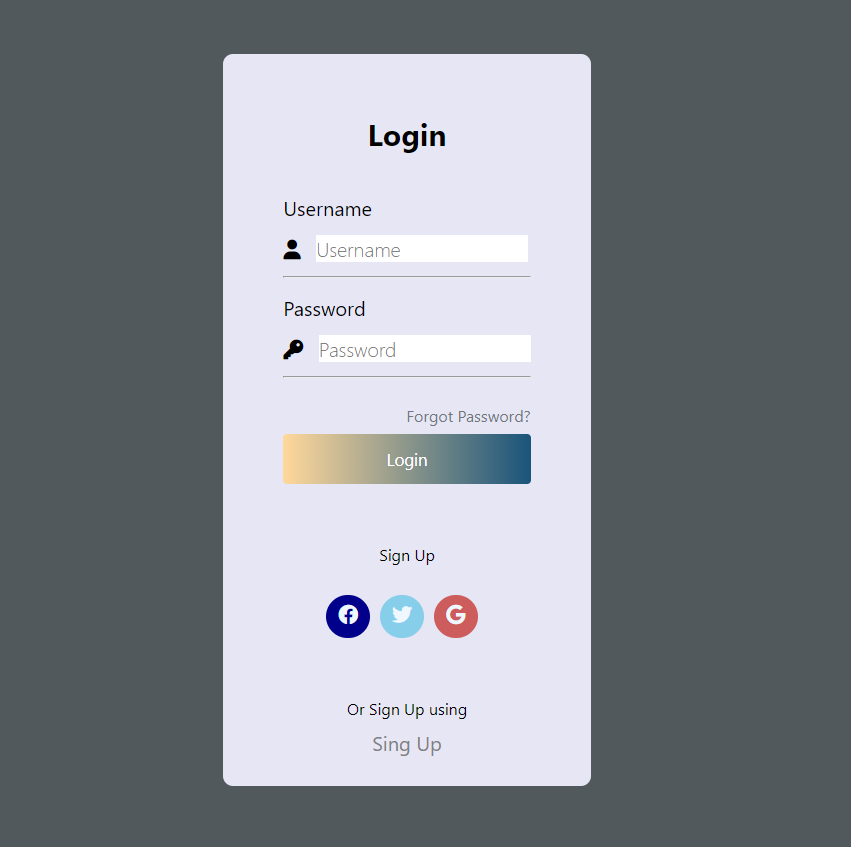 Login
Username
Username
Password
Password
Forgot Password?
Login
Sign Up
Or Sign Up using
Sing Up